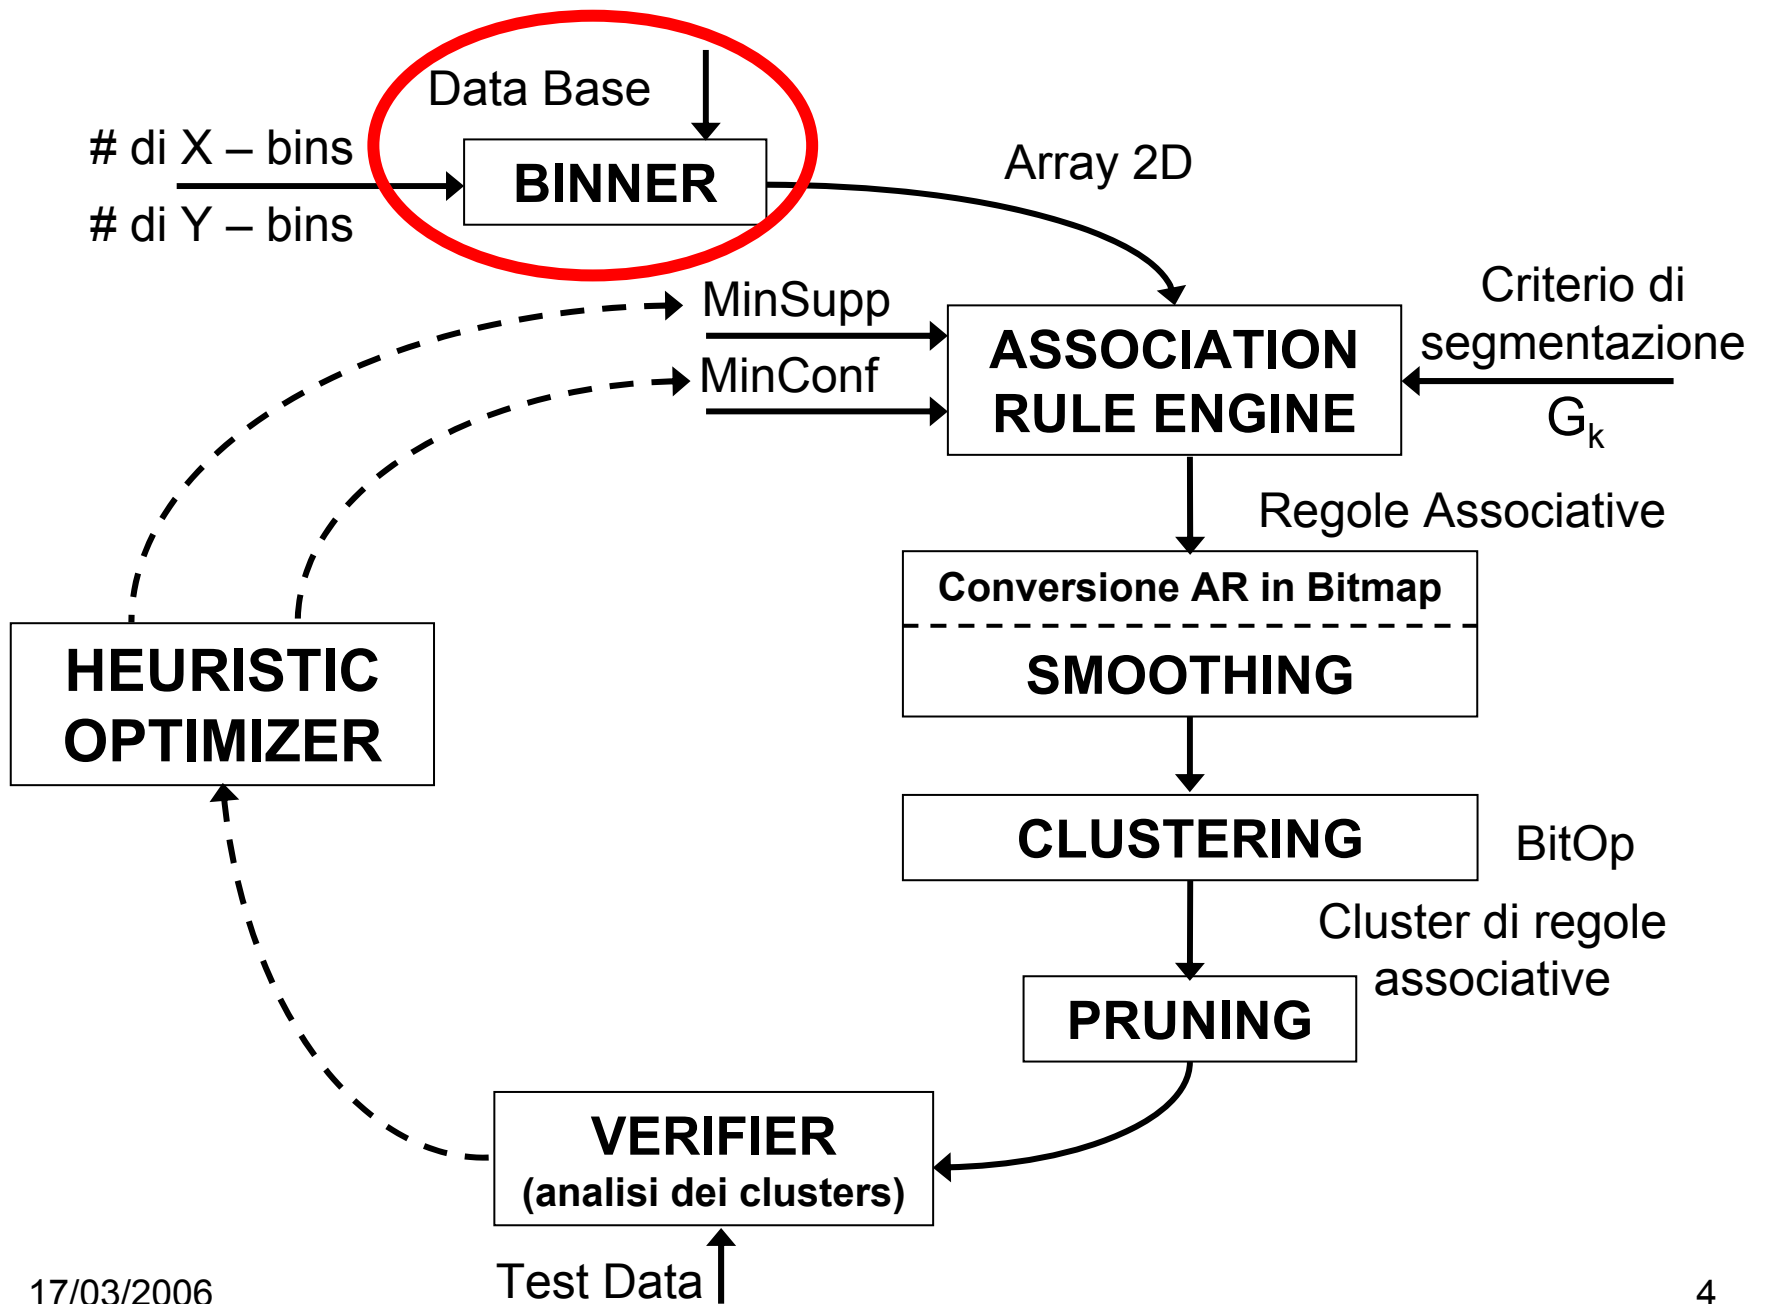 Data Base
# di X – bins
BINNER
# di Y – bins
Array 2D
MinSupp
MinConf
ASSOCIATION
RULE ENGINE
Criterio di
segmentazione
Gk
Regole Associative
Conversione AR in Bitmap
SMOOTHING
HEURISTIC
OPTIMIZER
CLUSTERING
BitOp
Cluster di regole
associative
PRUNING
VERIFIER
(analisi dei clusters)
Test Data
17/03/2006
4